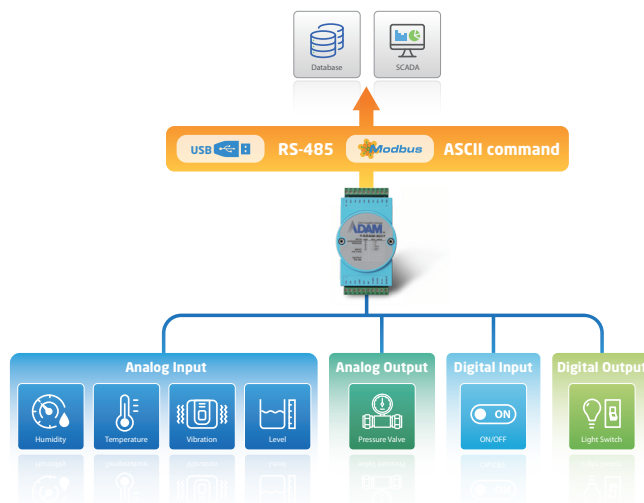 Database
SCADA
USB
RS-485
Modbus
ASCII command
ADAM
Analog Input
Analog Output
Digital Input
Digital Output
ON
Humidity
Temperature
Vibration
Level
Pressure Valve
ON/OFF
Light Switch